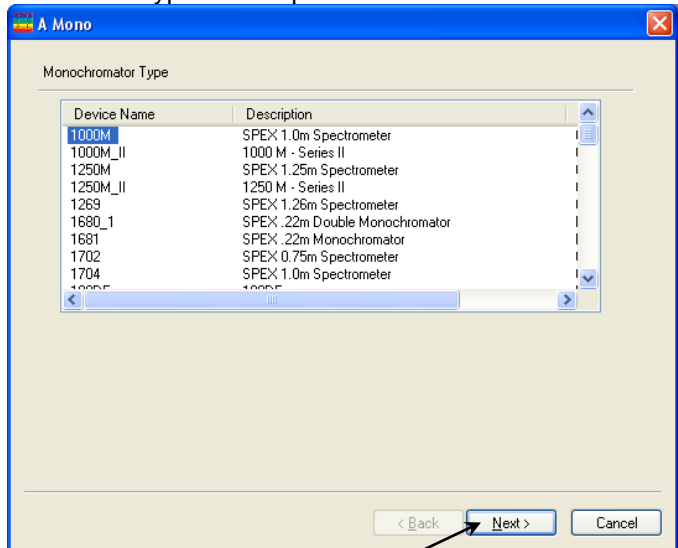 A Mono
Monochromator Type
Device Name Description
1000M SPEX 1.0m Spectrometer
1000M_II 1000 M - Series II
1250M SPEX 1.25m Spectrometer
1250M_II 1250 M - Series II
1269 SPEX 1.26m Spectrometer
1680_1 SPEX .22m Double Monochromator
1681 SPEX .22m Monochromator
1702 SPEX 0.75m Spectrometer
1704 SPEX 1.0m Spectrometer
< Back Next > Cancel